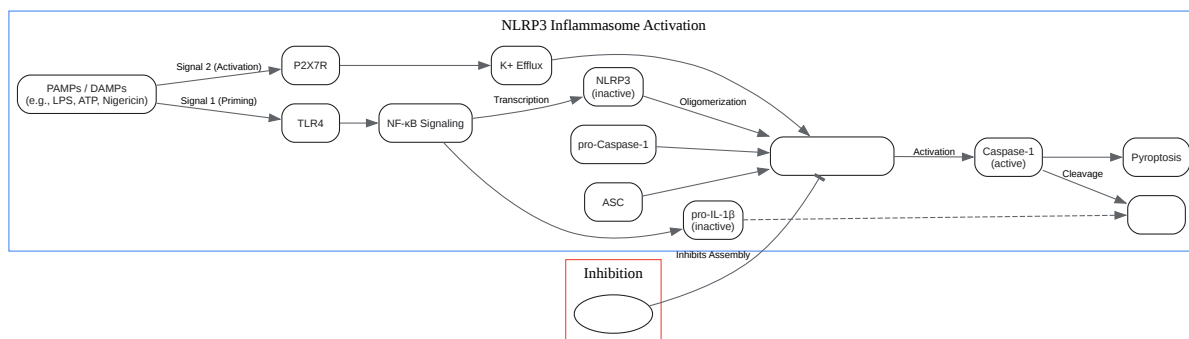 NLRP3 Inflammasome Activation
PAMPs / DAMPs
(e.g., LPS, ATP, Nigericin)
Signal 2 (Activation)
Signal 1 (Priming)
P2X7R
TLR4
K+ Efflux
NF-κB Signaling
Transcription
NLRP3
(inactive)
Oligomerization
pro-Caspase-1
ASC
pro-IL-1β
(inactive)
Activation
Caspase-1
(active)
Cleavage
Pyroptosis
Inhibits Assembly
Inhibition